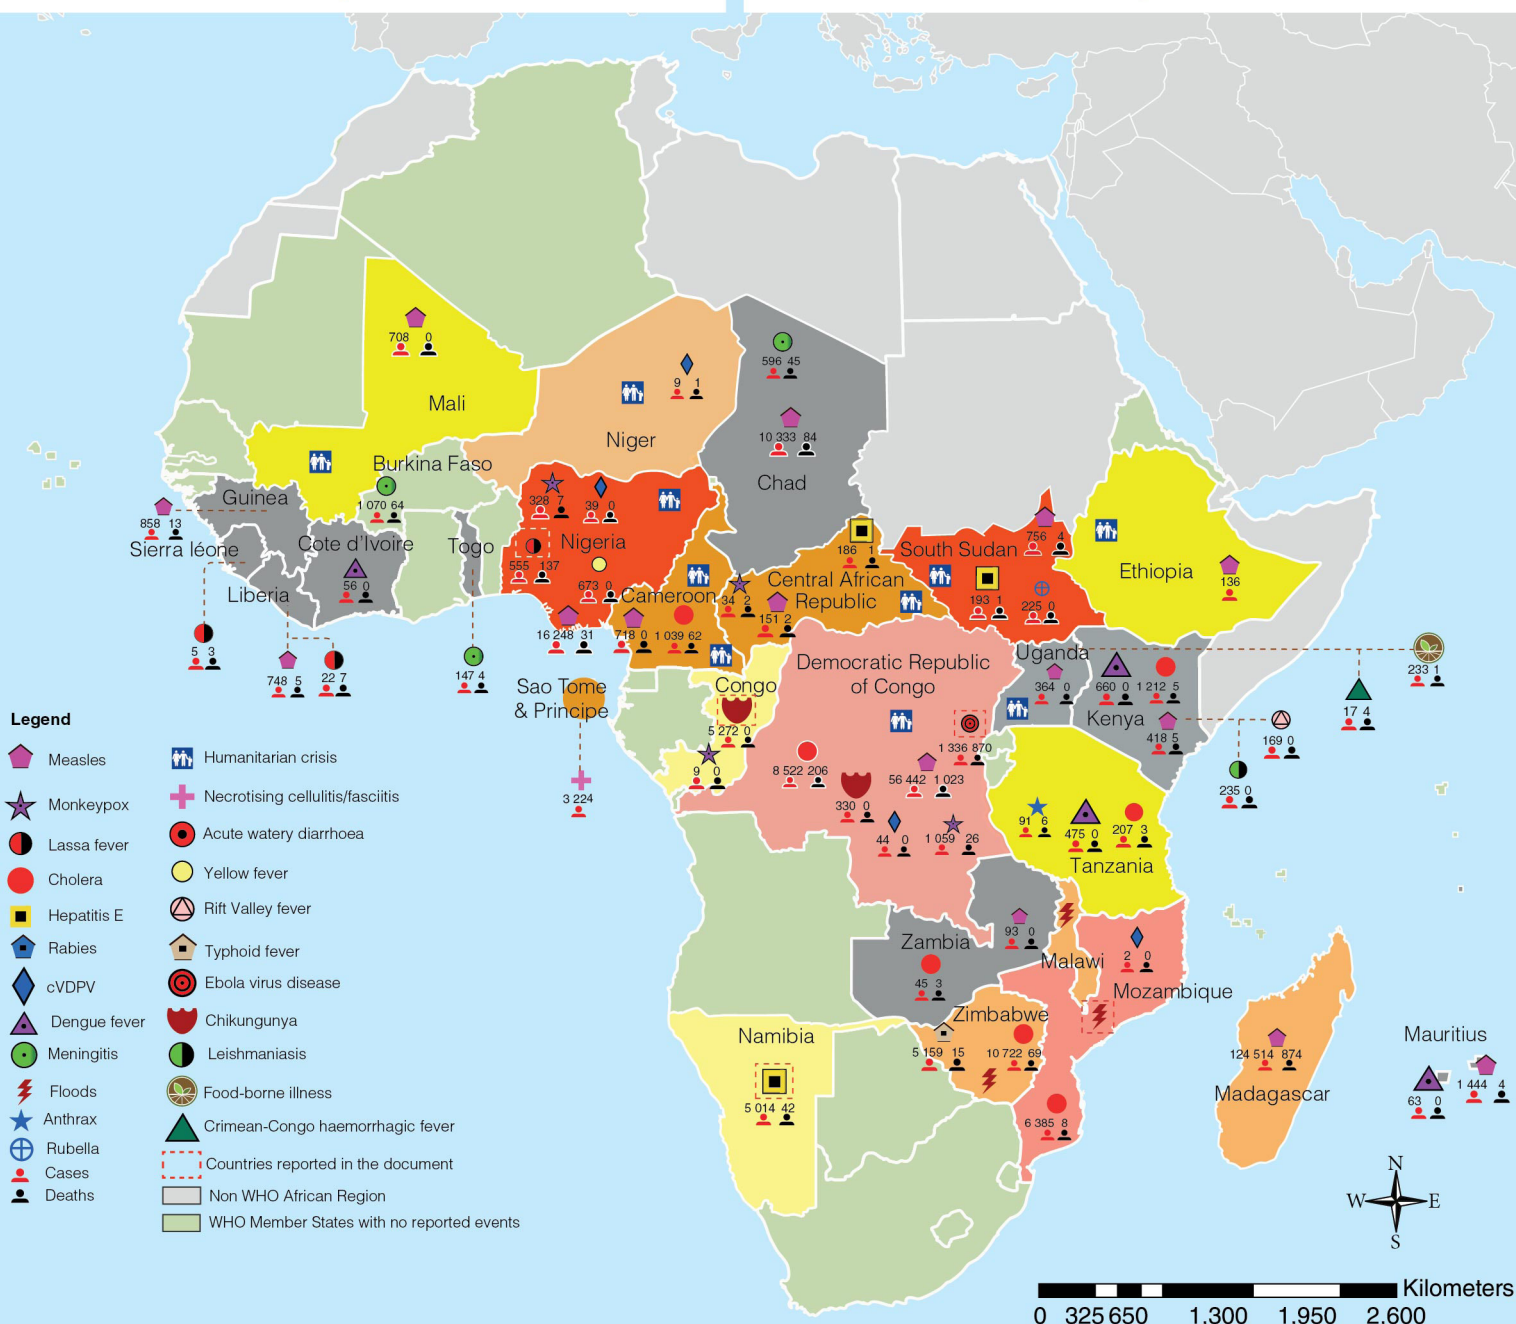 708 0
Mali
9 1
Niger
596 45
10 333 84
Chad
Burkina Faso
1 070 64
Guinea
858 13
Sierra léone
5 3
Liberia
748 5
22 7
Cote d'Ivoire
56 0
Togo
147 4
328 7
39 0
Nigeria
555 137
673 0
16 248 31
Cameroon
718 0
1 039 62
186 1
Central African
Republic
34 2
151 2
South Sudan
756 4
193 1
225 0
Ethiopia
136
Uganda
364 0
660 0
1 212 5
Kenya
418 5
169 0
235 0
17 4
233 1
Sao Tome
& Principe
3 224
Congo
5 272 0
9 0
Democratic Republic
of Congo
1 336 870
8 522 206
56 442 1 023
330 0
44 0
1 059 26
91 6
475 0
207 3
Tanzania
93 0
Zambia
45 3
Malawi
2 0
Mozambique
6 385 8
Zimbabwe
5 159 15
10 722 69
Namibia
5 014 42
124 514 874
Madagascar
Mauritius
63 0
1 444 4
Legend
Measles
Monkeypox
Lassa fever
Cholera
Hepatitis E
Rabies
cVDPV
Dengue fever
Meningitis
Floods
Anthrax
Rubella
Cases
Deaths
Humanitarian crisis
Necrotising cellulitis/fasciitis
Acute watery diarrhoea
Yellow fever
Rift Valley fever
Typhoid fever
Ebola virus disease
Chikungunya
Leishmaniasis
Food-borne illness
Crimean-Congo haemorrhagic fever
Countries reported in the document
Non WHO African Region
WHO Member States with no reported events
N
W E
S
Kilometers
0 325 650 1.300 1.950 2.600